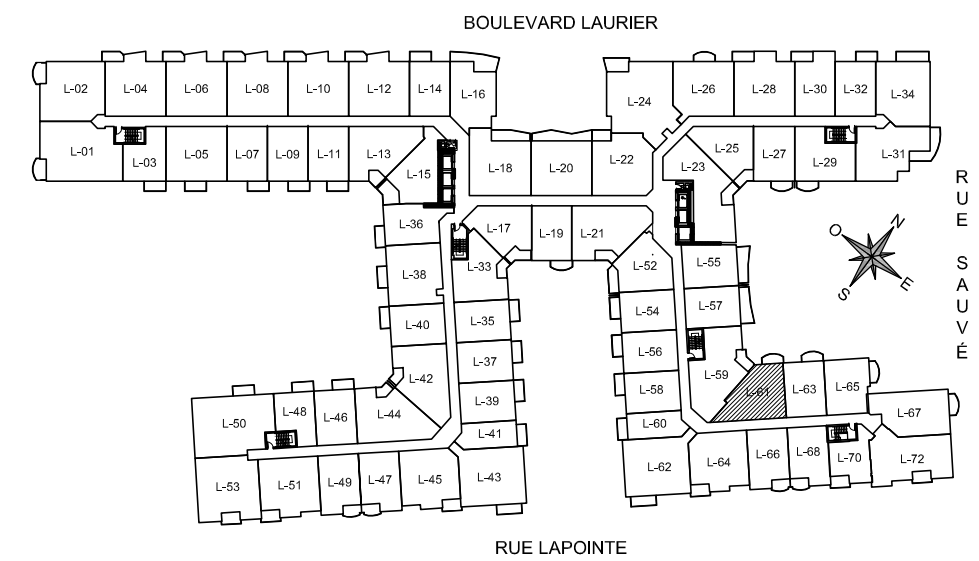 BOULEVARD LAURIER
L-02 L-04 L-06 L-08 L-10 L-12 L-14 L-16 L-24 L-26 L-28 L-30 L-32 L-34
L-01 L-03 L-05 L-07 L-09 L-11 L-13 L-15 L-18 L-20 L-22 L-23 L-25 L-27 L-29 L-31
L-36 L-17 L-19 L-21
L-38 L-33 L-52 L-55
L-40 L-35 L-54 L-57
L-42 L-37 L-56 L-59
L-50 L-48 L-46 L-44 L-39 L-58 L-61 L-63 L-65
L-41 L-60 L-67
L-53 L-51 L-49 L-47 L-45 L-43 L-62 L-64 L-66 L-68 L-70 L-72
RUE SAUVÉ
N
O
E
S
RUE LAPOINTE